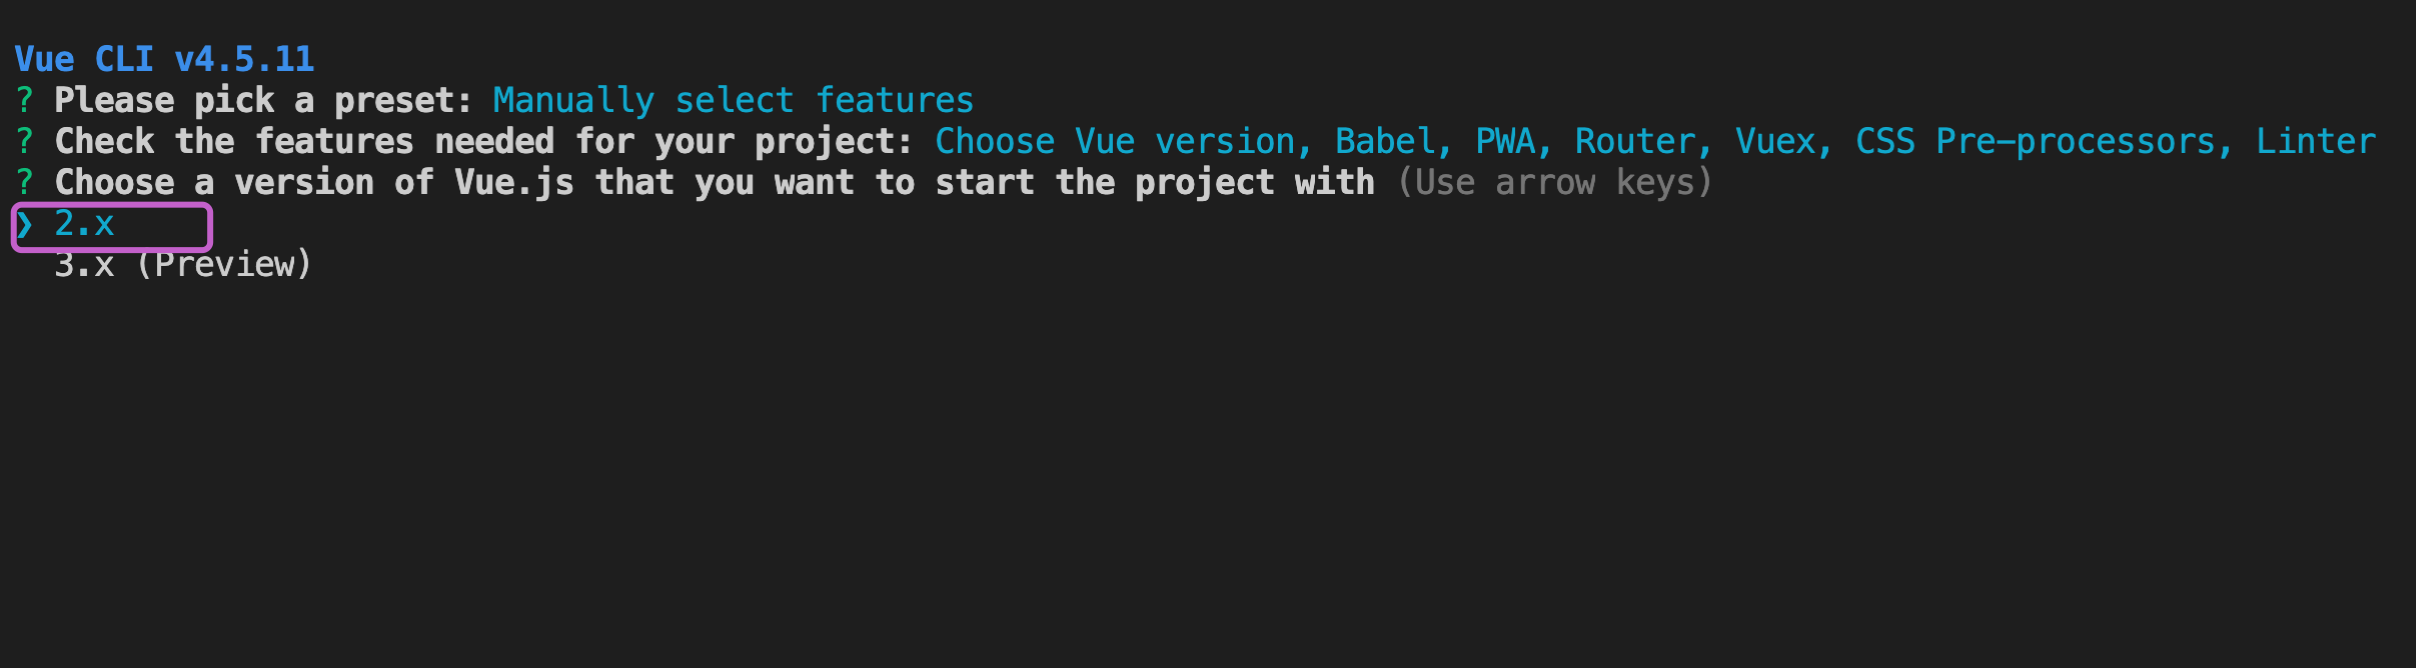 Vue CLI v4.5.11
? Please pick a preset: Manually select features
? Check the features needed for your project: Choose Vue version, Babel, PWA, Router, Vuex, CSS Pre-processors, Linter
? Choose a version of Vue.js that you want to start the project with (Use arrow keys)
❯ 2.x
3.x (Preview)